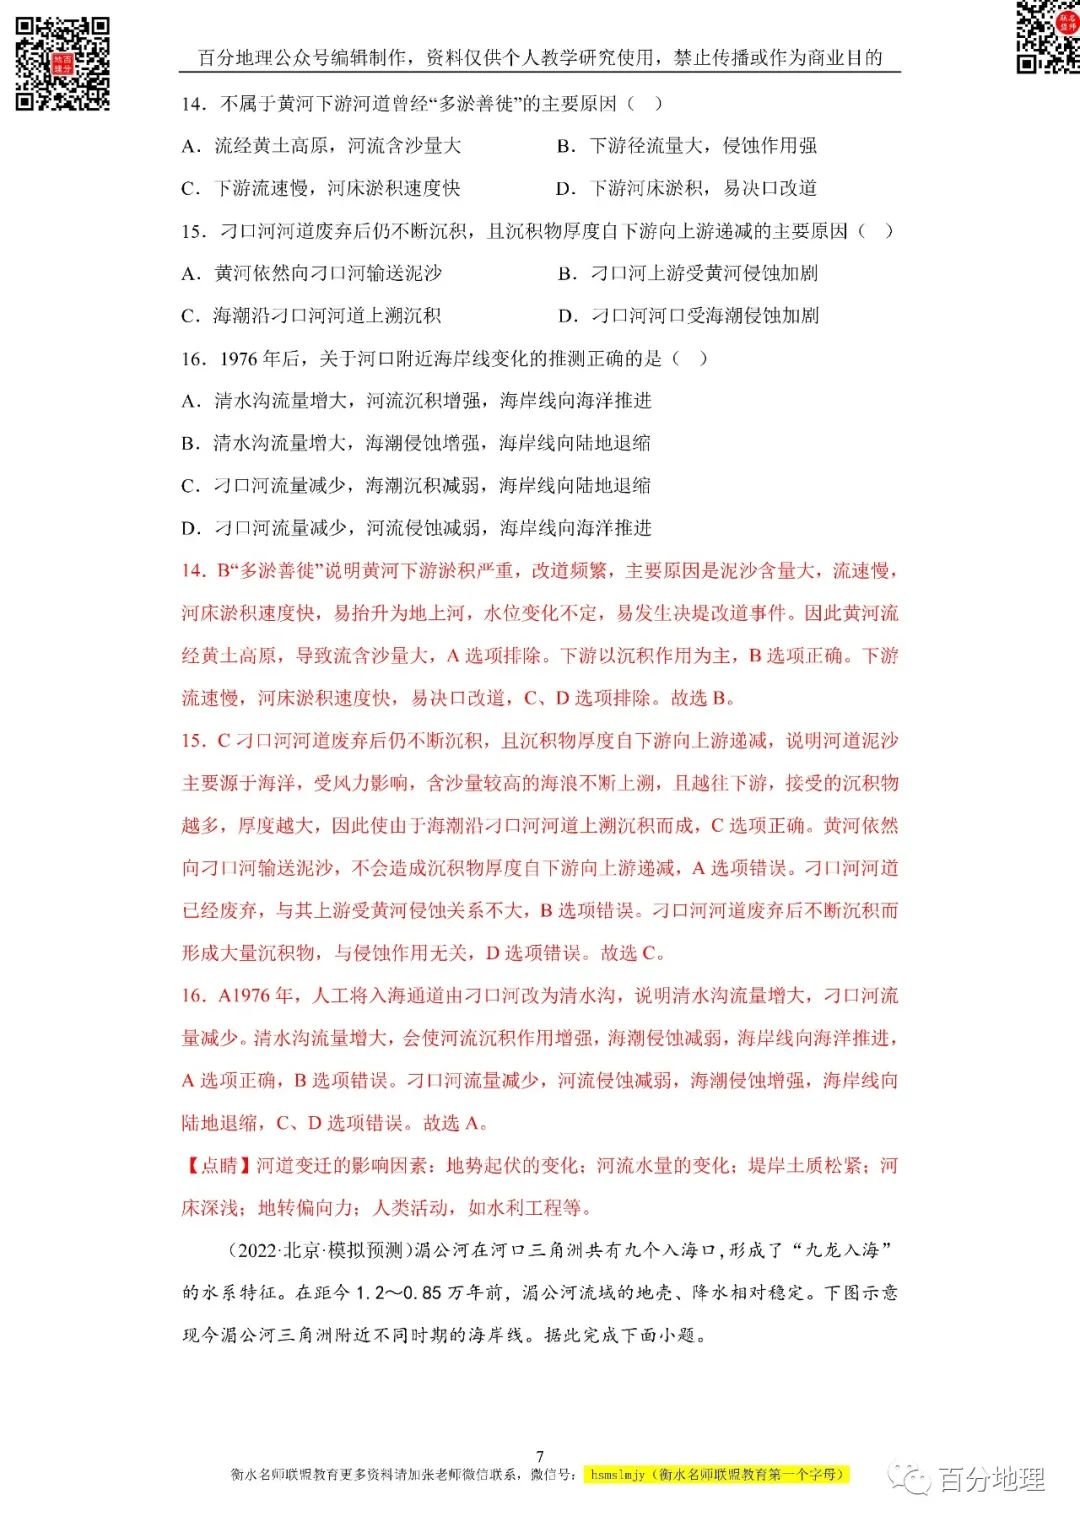 百分地理公众号编辑制作，资料仅供个人教学研究使用，禁止传播或作为商业目的
14．不属于黄河下游河道曾经“多淤善徙”的主要原因（　）
A．流经黄土高原，河流含沙量大　　B．下游径流量大，侵蚀作用强
C．下游流速慢，河床淤积速度快　　D．下游河床淤积，易决口改道
15．刁口河河道废弃后仍不断沉积，且沉积物厚度自下游向上游递减的主要原因（　）
A．黄河依然向刁口河输送泥沙　　B．刁口河上游受黄河侵蚀加剧
C．海潮沿刁口河河道上溯沉积　　D．刁口河河口受海潮侵蚀加剧
16．1976 年后，关于河口附近海岸线变化的推测正确的是（　）
A．清水沟流量增大，河流沉积增强，海岸线向海洋推进
B．清水沟流量增大，海潮侵蚀增强，海岸线向陆地退缩
C．刁口河流量减少，海潮沉积减弱，海岸线向陆地退缩
D．刁口河流量减少，河流侵蚀减弱，海岸线向海洋推进
14．B“多淤善徙”说明黄河下游淤积严重，改道频繁，主要原因是泥沙含量大，流速慢，
河床淤积速度快，易抬升为地上河，水位变化不定，易发生决堤改道事件。因此黄河流
经黄土高原，导致流含沙量大，A 选项排除。下游以沉积作用为主，B 选项正确。下游
流速慢，河床淤积速度快，易决口改道，C、D 选项排除。故选 B。
15．C 刁口河河道废弃后仍不断沉积，且沉积物厚度自下游向上游递减，说明河道泥沙
主要源于海洋，受风力影响，含沙量较高的海浪不断上溯，且越往下游，接受的沉积物
越多，厚度越大，因此使由于海潮沿刁口河河道上溯沉积而成，C 选项正确。黄河依然
向刁口河输送泥沙，不会造成沉积物厚度自下游向上游递减，A 选项错误。刁口河河道
已经废弃，与其上游受黄河侵蚀关系不大，B 选项错误。刁口河河道废弃后不断沉积而
形成大量沉积物，与侵蚀作用无关，D 选项错误。故选 C。
16．A1976 年，人工将入海通道由刁口河改为清水沟，说明清水沟流量增大，刁口河流
量减少。清水沟流量增大，会使河流沉积作用增强，海潮侵蚀减弱，海岸线向海洋推进，
A 选项正确，B 选项错误。刁口河流量减少，河流侵蚀减弱，海潮侵蚀增强，海岸线向
陆地退缩，C、D 选项错误。故选 A。
【点睛】河道变迁的影响因素：地势起伏的变化；河流水量的变化；堤岸土质松紧；河
床深浅；地转偏向力；人类活动，如水利工程等。
（2022·北京·模拟预测）湄公河在河口三角洲共有九个入海口，形成了“九龙入海”
的水系特征。在距今 1.2～0.85 万年前，湄公河流域的地壳、降水相对稳定。下图示意
现今湄公河三角洲附近不同时期的海岸线。据此完成下面小题。
7
衡水名师联盟教育更多资料请加张老师微信联系，微信号： hsmslmjy（衡水名师联盟教育第一个字母）
百分地理